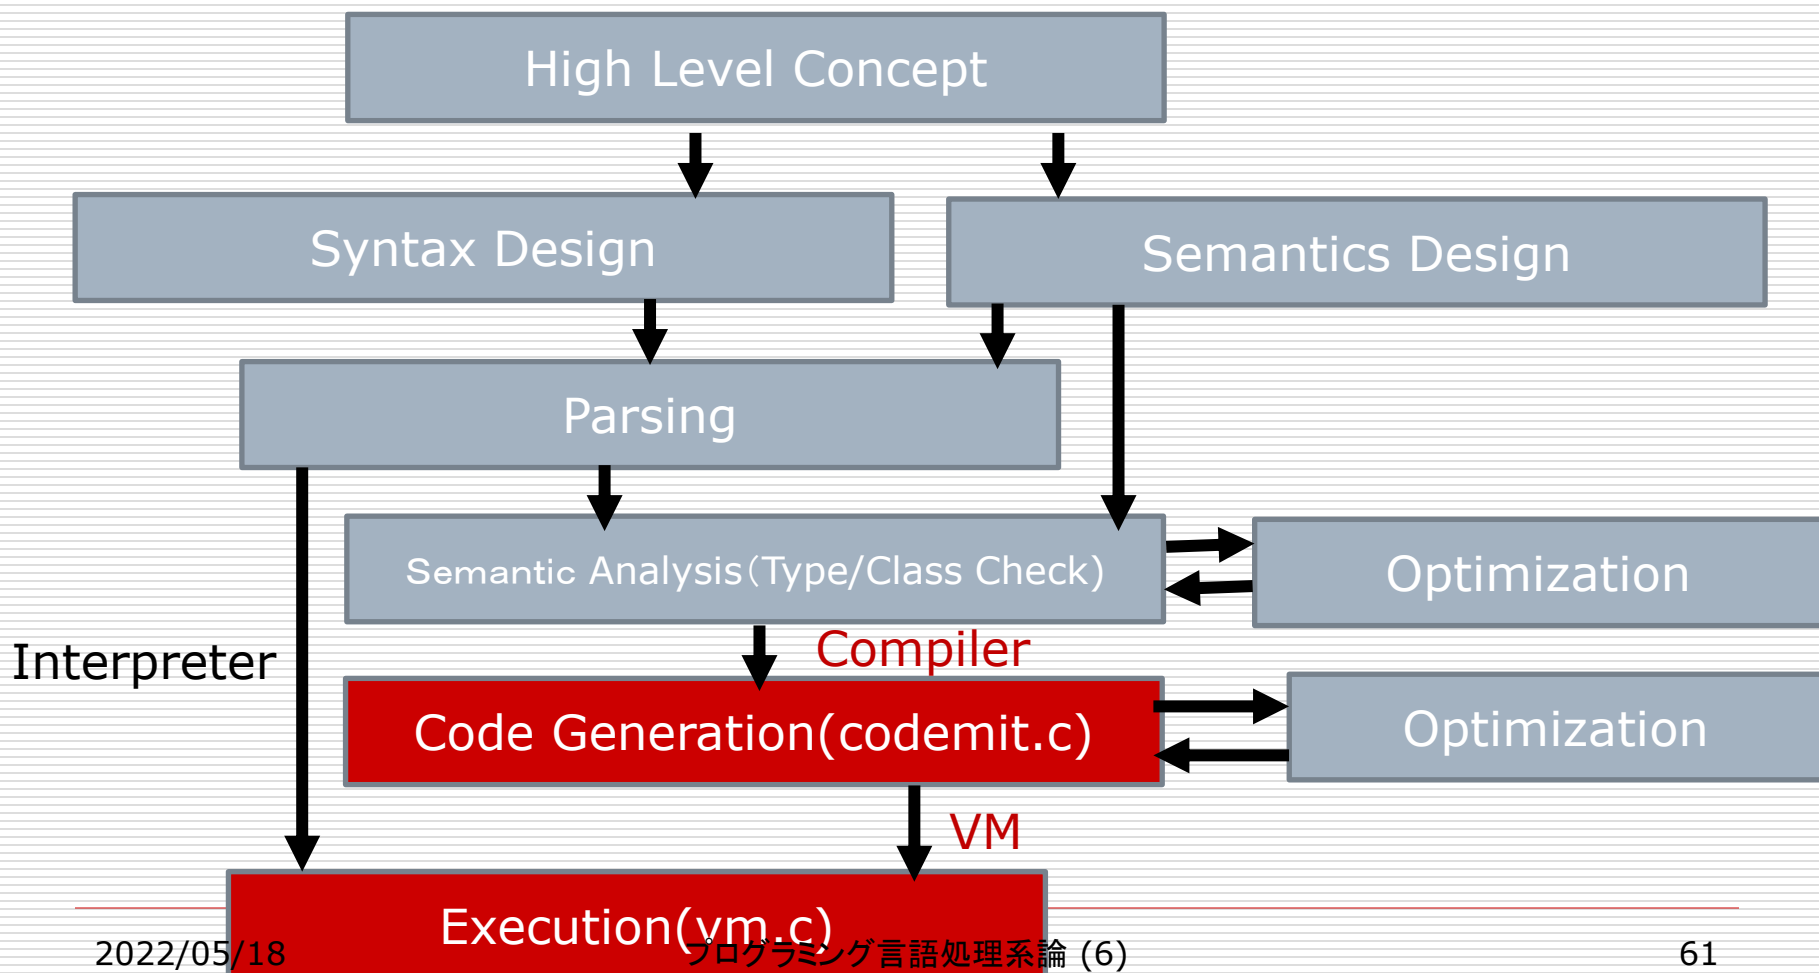 High Level Concept
Syntax Design
Semantics Design
Parsing
Semantic Analysis（Type/Class Check)
Optimization
Interpreter
Compiler
Code Generation(codemit.c)
Optimization
VM
Execution(vm.c)
2022/05/18
プログラミング言語処理系論 (6)
61